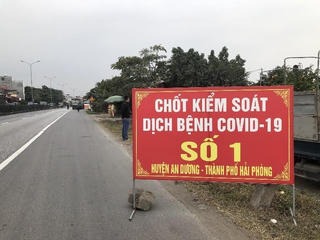 CHỐT KIỂM SOÁT
DỊCH BỆNH COVID-19
SỐ 1
HUYỆN AN DƯƠNG - THÀNH PHỐ HẢI PHÒNG